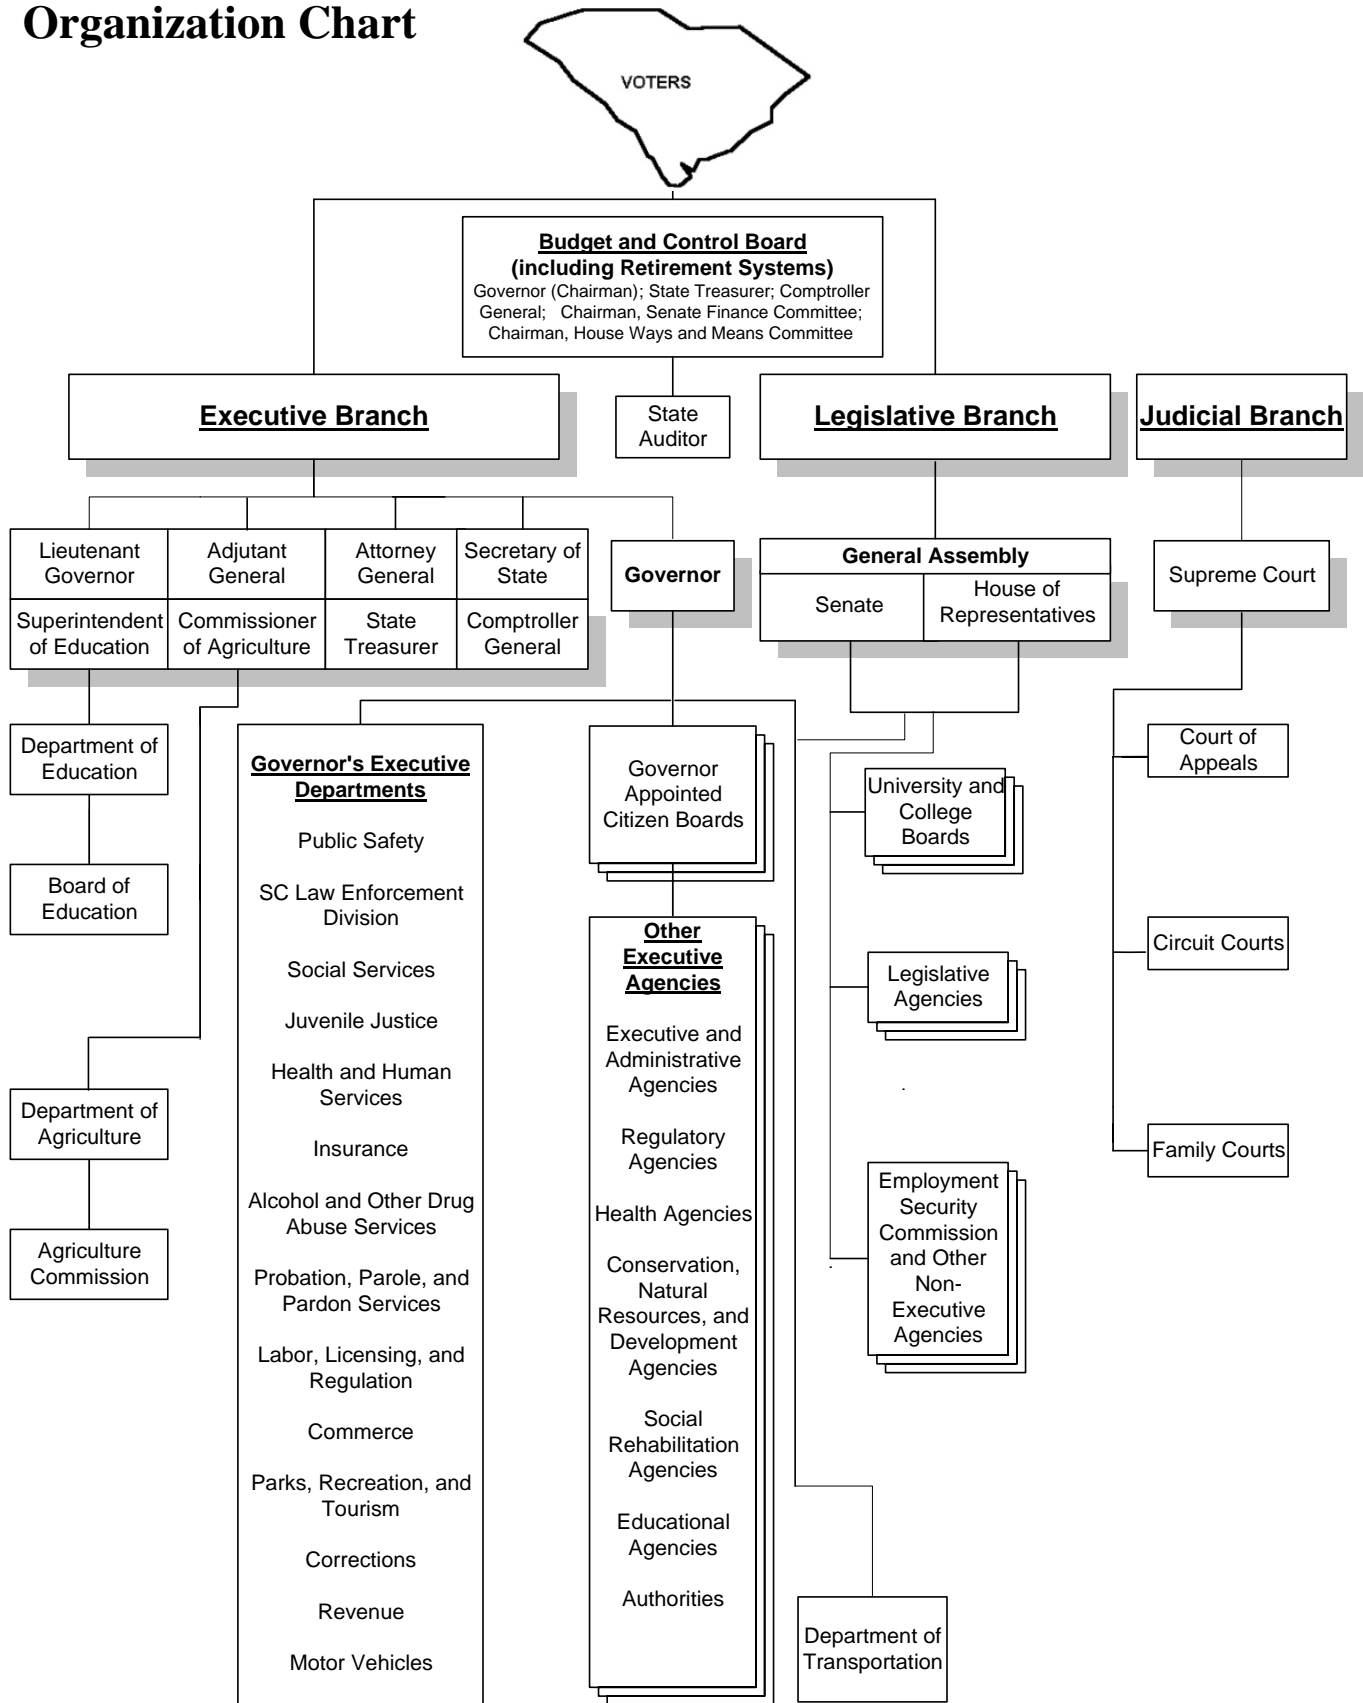 Organization Chart
VOTERS
Budget and Control Board
(including Retirement Systems)
Governor (Chairman); State Treasurer; Comptroller
General; Chairman, Senate Finance Committee;
Chairman, House Ways and Means Committee
Executive Branch
State
Auditor
Legislative Branch
Judicial Branch
Lieutenant
Governor
Adjutant
General
Attorney
General
Secretary of
State
Superintendent
of Education
Commissioner
of Agriculture
State
Treasurer
Comptroller
General
Governor
General Assembly
Senate
House of
Representatives
Supreme Court
Department of
Education
Board of
Education
Department of
Agriculture
Agriculture
Commission
Governor's Executive
Departments
Public Safety
SC Law Enforcement
Division
Social Services
Juvenile Justice
Health and Human
Services
Insurance
Alcohol and Other Drug
Abuse Services
Probation, Parole, and
Pardon Services
Labor, Licensing, and
Regulation
Commerce
Parks, Recreation, and
Tourism
Corrections
Revenue
Motor Vehicles
Governor
Appointed
Citizen Boards
Other
Executive
Agencies
Executive and
Administrative
Agencies
Regulatory
Agencies
Health Agencies
Conservation,
Natural
Resources, and
Development
Agencies
Social
Rehabilitation
Agencies
Educational
Agencies
Authorities
University and
College
Boards
Legislative
Agencies
Employment
Security
Commission
and Other
Non-
Executive
Agencies
Department of
Transportation
Court of
Appeals
Circuit Courts
Family Courts